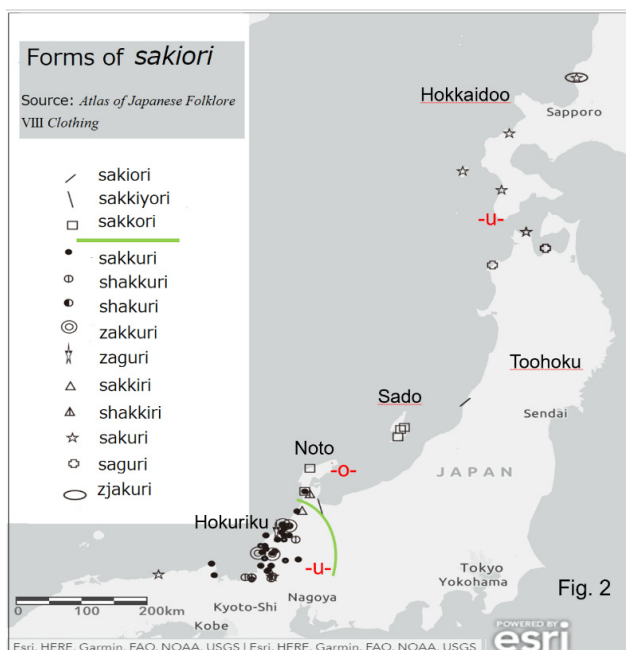 Forms of sakiori
Source: Atlas of Japanese Folklore
VIII Clothing
sakiori
sakkiyori
sakkori
sakkuri
shakkuri
shakuri
zakkuri
zaguri
sakkiri
shakkiri
sakuri
saguri
zjakuri
Hokkaidoo
Sapporo
-u-
Toohoku
Sado
Sendai
Noto
-o-
JAPAN
Hokuriku
-u-
Tokyo
Yokohama
Fig. 2
Kyoto-Shi
Nagoya
Kobe
0 100 200km
POWERED BY
esri
Esri, HERE, Garmin, FAO, NOAA, USGS | Esri, HERE, Garmin, FAO, NOAA, USGS